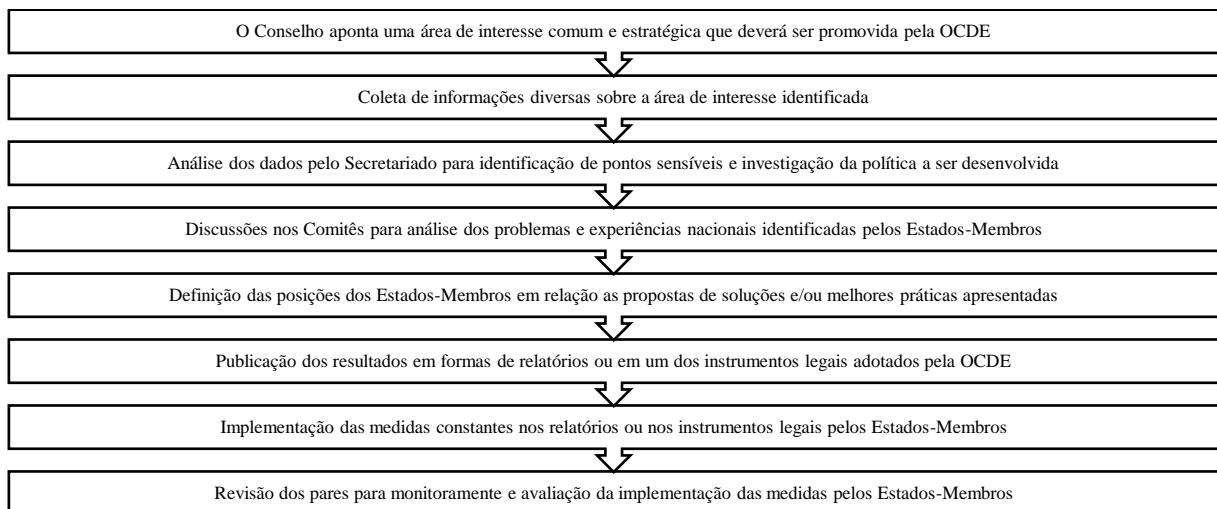 O Conselho aponta uma área de interesse comum e estratégica que deverá ser promovida pela OCDE
Coleta de informações diversas sobre a área de interesse identificada
Análise dos dados pelo Secretariado para identificação de pontos sensíveis e investigação da política a ser desenvolvida
Discussões nos Comitês para análise dos problemas e experiências nacionais identificadas pelos Estados-Membros
Definição das posições dos Estados-Membros em relação as propostas de soluções e/ou melhores práticas apresentadas
Publicação dos resultados em formas de relatórios ou em um dos instrumentos legais adotados pela OCDE
Implementação das medidas constantes nos relatórios ou nos instrumentos legais pelos Estados-Membros
Revisão dos pares para monitoramente e avaliação da implementação das medidas pelos Estados-Membros